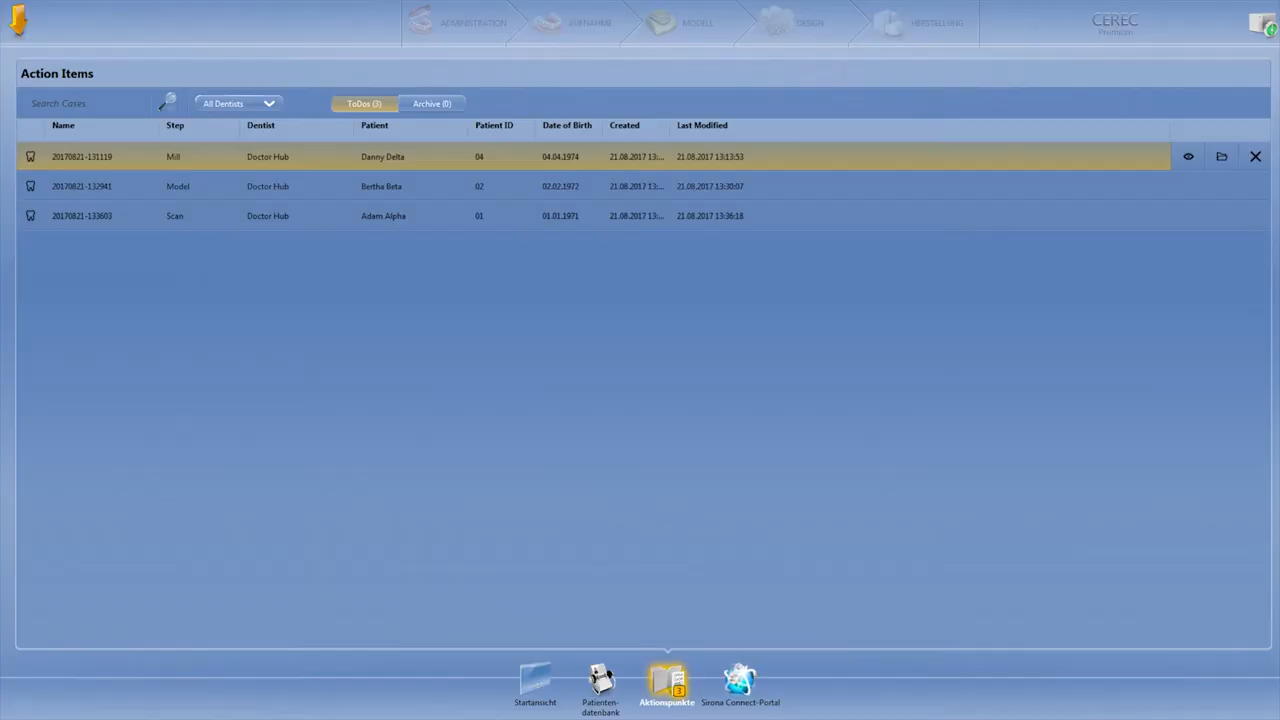 ADMINISTRATION AUFNAHME MODELL DESIGN HERSTELLUNG CEREC
Premium
Action Items
Search Cases All Dentists ToDos (3) Archive (0)
Name Step Dentist Patient Patient ID Date of Birth Created Last Modified
20170821-131119 Mill Doctor Hub Danny Delta 04 04.04.1974 21.08.2017 13:... 21.08.2017 13:13:53
20170821-132941 Model Doctor Hub Bertha Beta 02 02.02.1972 21.08.2017 13:... 21.08.2017 13:30:07
20170821-133603 Scan Doctor Hub Adam Alpha 01 01.01.1971 21.08.2017 13:... 21.08.2017 13:36:18
3
Startansicht Patienten- Aktionspunkte Sirona Connect-Portal
datenbank